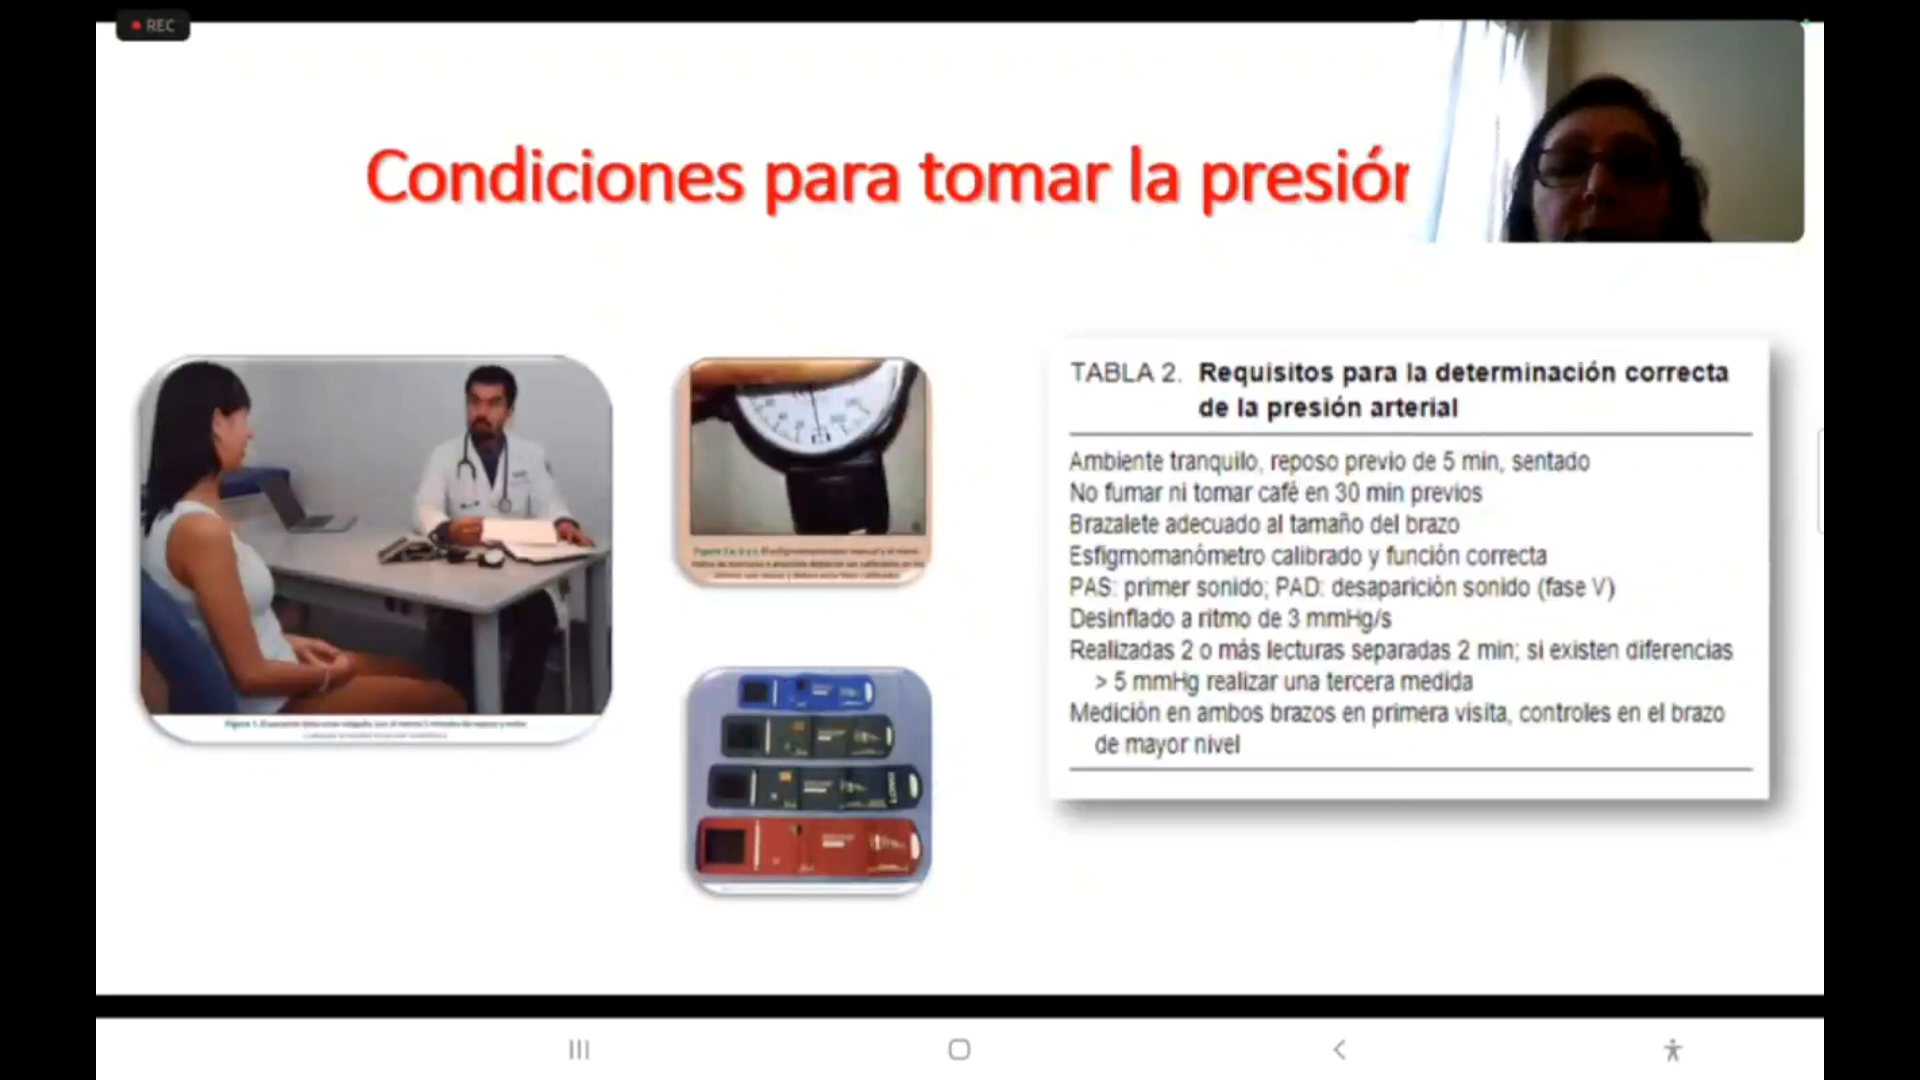 REC
Condiciones para tomar la presión
TABLA 2. Requisitos para la determinación correcta
de la presión arterial
Ambiente tranquilo, reposo previo de 5 min, sentado
No fumar ni tomar café en 30 min previos
Brazalete adecuado al tamaño del brazo
Esfigmomanómetro calibrado y función correcta
PAS: primer sonido; PAD: desaparición sonido (fase V)
Desinflado a ritmo de 3 mmHg/s
Realizadas 2 o más lecturas separadas 2 min; si existen diferencias
> 5 mmHg realizar una tercera medida
Medición en ambos brazos en primera visita, controles en el brazo
de mayor nivel